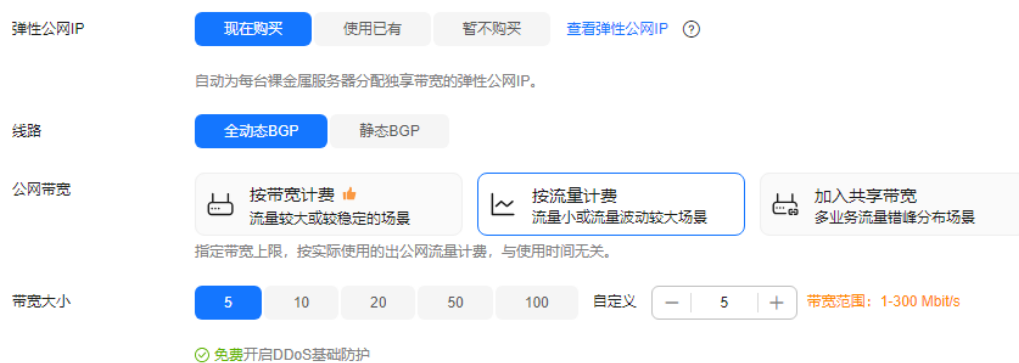 弹性公网IP 现在购买 使用已有 暂不购买 查看弹性公网IP ?
自动为每台裸金属服务器分配独享带宽的弹性公网IP。
线路 全动态BGP 静态BGP
公网带宽 按带宽计费 按流量计费 加入共享带宽
流量较大或较稳定的场景 流量小或流量波动较大场景 多业务流量错峰分布场景
指定带宽上限，按实际使用的出公网流量计费，与使用时间无关。
带宽大小 5 10 20 50 100 自定义 — 5 + 带宽范围：1-300 Mbit/s
免费开启DDoS基础防护